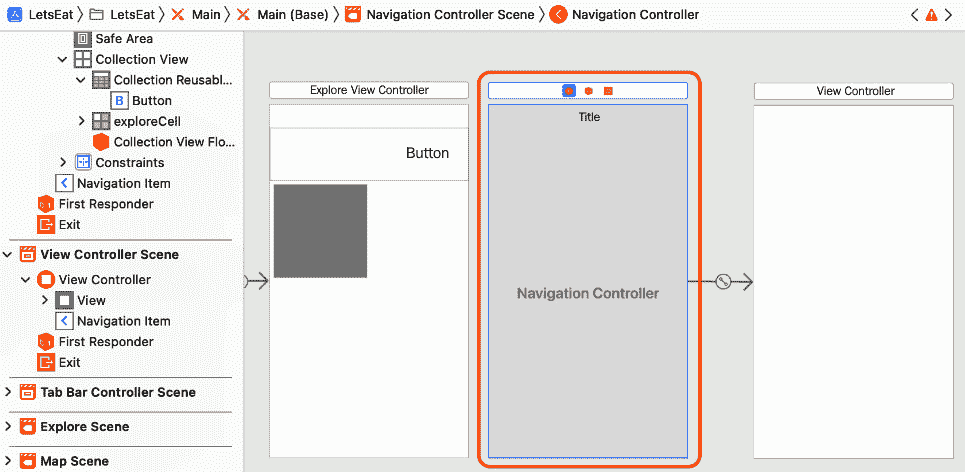 LetsEat LetsEat Main Main (Base) Navigation Controller Scene Navigation Controller
Safe Area
Collection View
Collection Reusabl...
B Button
exploreCell
Collection View Flo...
Constraints
Navigation Item
First Responder
Exit
View Controller Scene
View Controller
View
Navigation Item
First Responder
Exit
Tab Bar Controller Scene
Explore Scene
Map Scene
Explore View Controller
Button
Title
Navigation Controller
View Controller